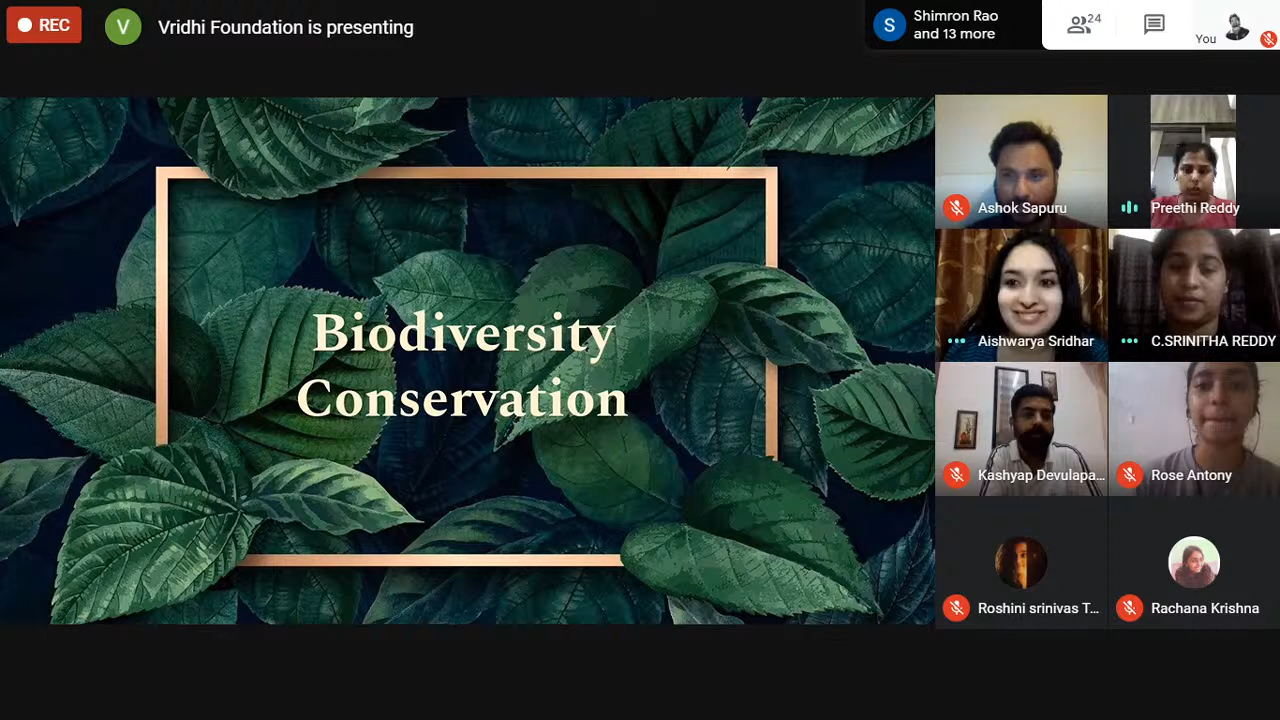 REC
V
Vridhi Foundation is presenting
S
Shimron Rao
and 13 more
24
You
Biodiversity
Conservation
Ashok Sapuru
Preethi Reddy
Aishwarya Sridhar
C.SRINITHA REDDY
Kashyap Devulapa...
Rose Antony
Roshini srinivas T...
Rachana Krishna